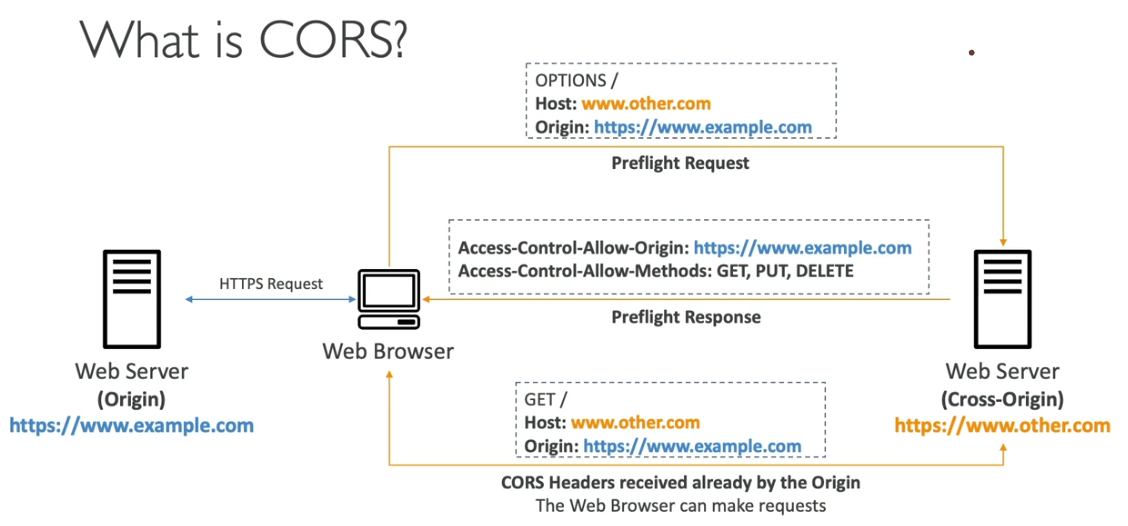 What is CORS?
OPTIONS /
Host: www.other.com
Origin: https://www.example.com
Preflight Request
Access-Control-Allow-Origin: https://www.example.com
Access-Control-Allow-Methods: GET, PUT, DELETE
HTTPS Request
Preflight Response
Web Browser
Web Server
(Origin)
https://www.example.com
Web Server
(Cross-Origin)
https://www.other.com
GET /
Host: www.other.com
Origin: https://www.example.com
CORS Headers received already by the Origin
The Web Browser can make requests